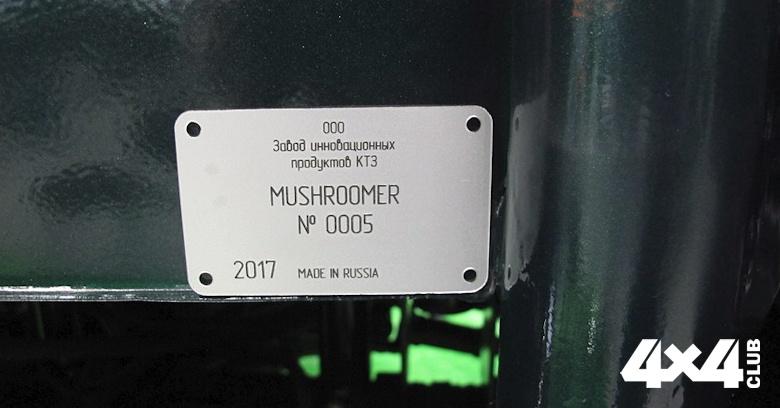 ООО
Завод инновационных
продуктов КТЗ
MUSHROOMER
№ 0005
2017 MADE IN RUSSIA
4x4 CLUB